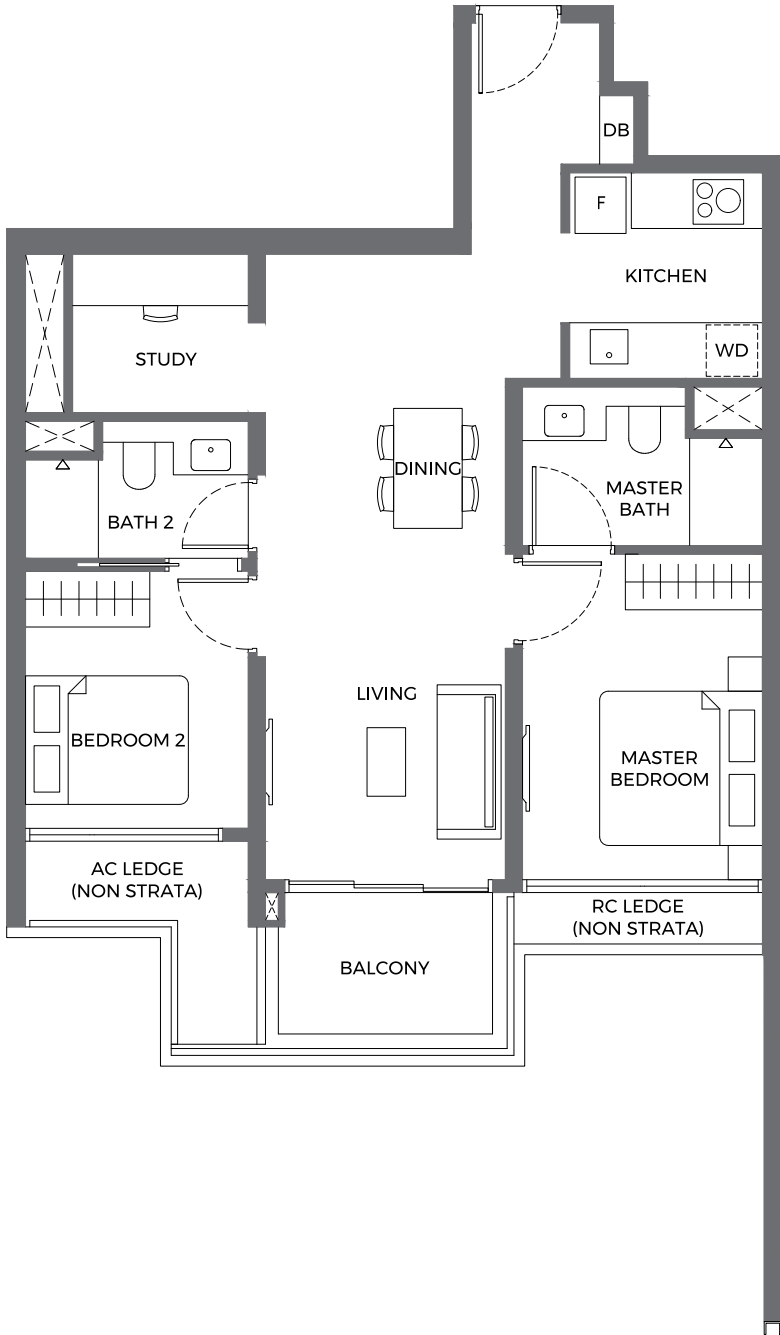 DB
F
KITCHEN
WD
STUDY
DINING
MASTER
BATH
BATH 2
LIVING
BEDROOM 2
MASTER
BEDROOM
AC LEDGE
(NON STRATA)
RC LEDGE
(NON STRATA)
BALCONY